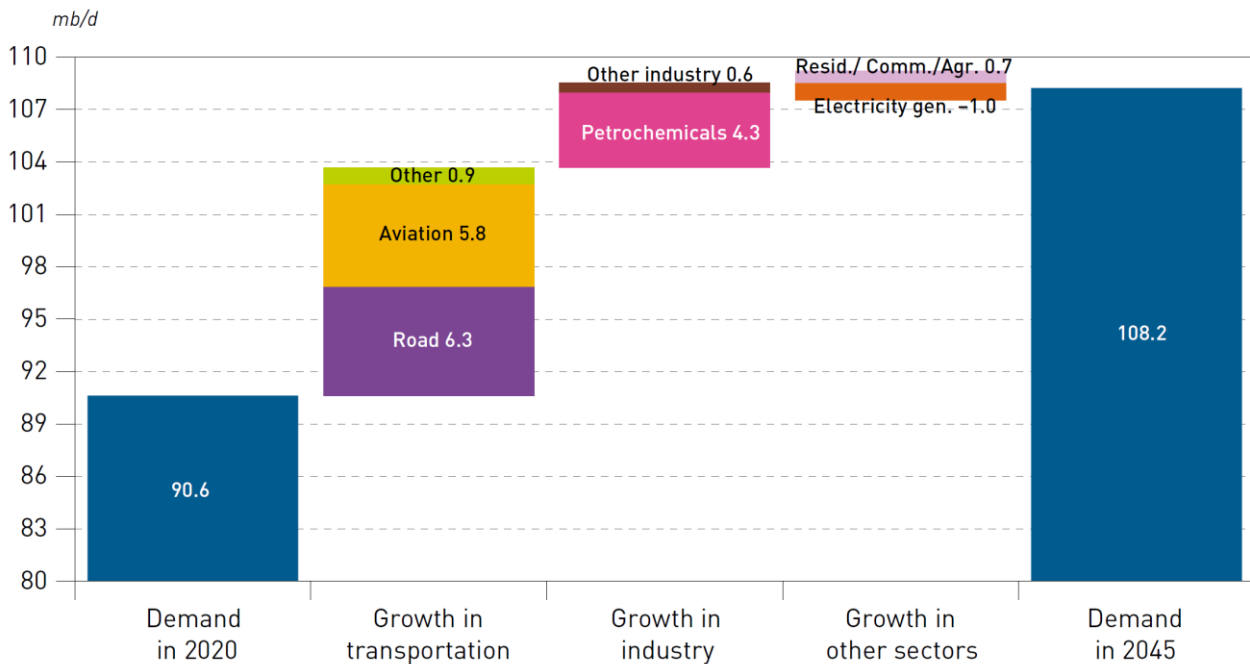 mb/d
110
107
104
101
98
95
92
89
86
83
80
90.6
Other 0.9
Aviation 5.8
Road 6.3
Other industry 0.6
Petrochemicals 4.3
Resid./ Comm./Agr. 0.7
Electricity gen. –1.0
108.2
Demand
in 2020
Growth in
transportation
Growth in
industry
Growth in
other sectors
Demand
in 2045